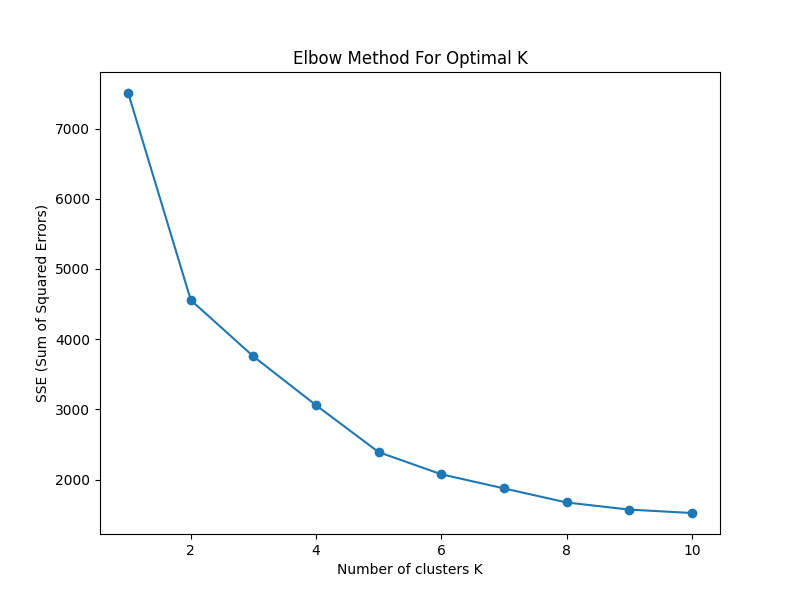 Elbow Method For Optimal K
7000
6000
5000
4000
3000
2000
SSE (Sum of Squared Errors)
2 4 6 8 10
Number of clusters K